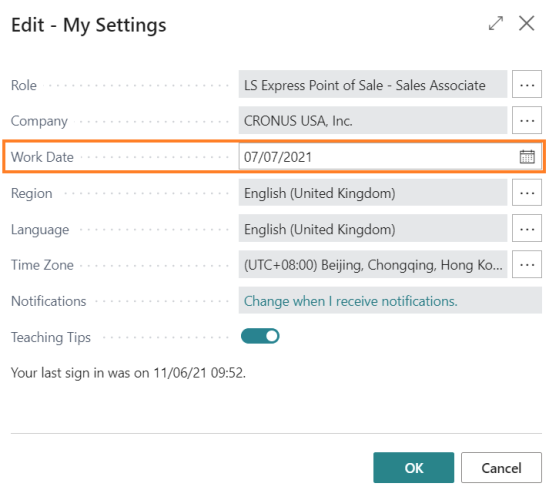 Edit - My Settings
Role LS Express Point of Sale - Sales Associate ...
Company CRONUS USA, Inc. ...
Work Date 07/07/2021
Region English (United Kingdom) ...
Language English (United Kingdom) ...
Time Zone (UTC+08:00) Beijing, Chongqing, Hong Ko... ...
Notifications Change when I receive notifications.
Teaching Tips
Your last sign in was on 11/06/21 09:52.
OK Cancel